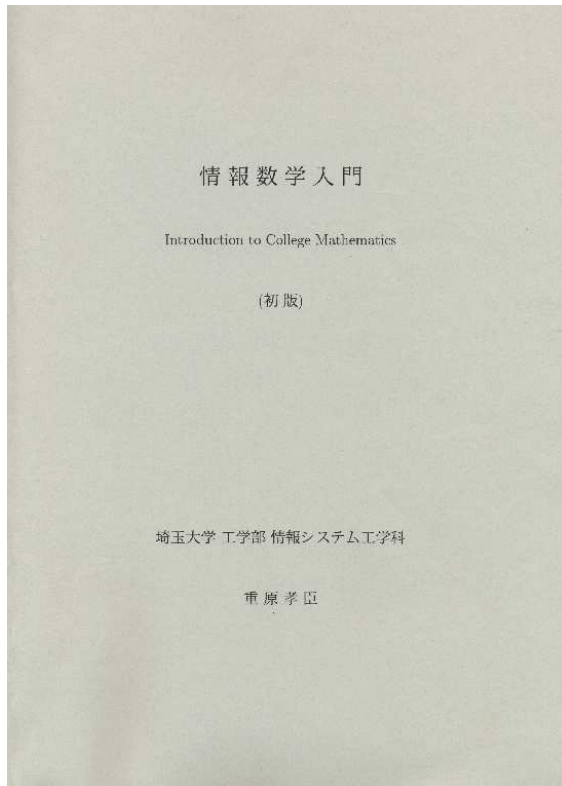 情報数学入門
Introduction to College Mathematics
(初版)
埼玉大学 工学部 情報システム工学科
重原孝臣